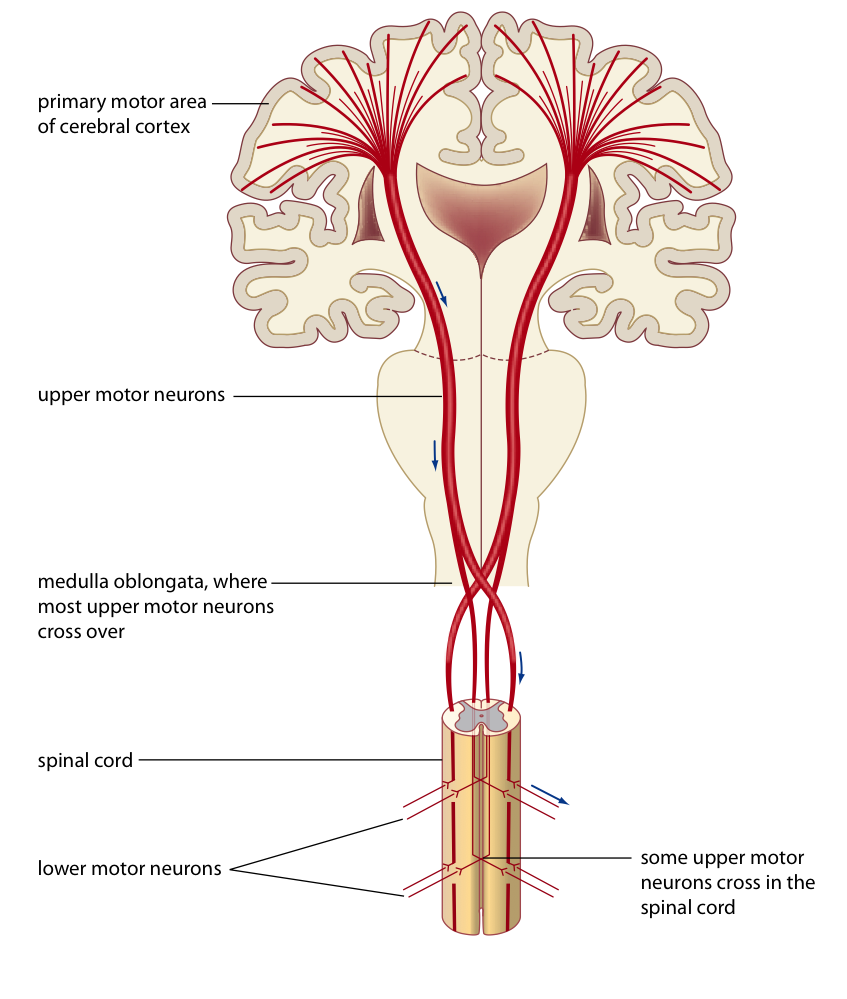 primary motor area
of cerebral cortex
upper motor neurons
medulla oblongata, where
most upper motor neurons
cross over
spinal cord
lower motor neurons
some upper motor
neurons cross in the
spinal cord